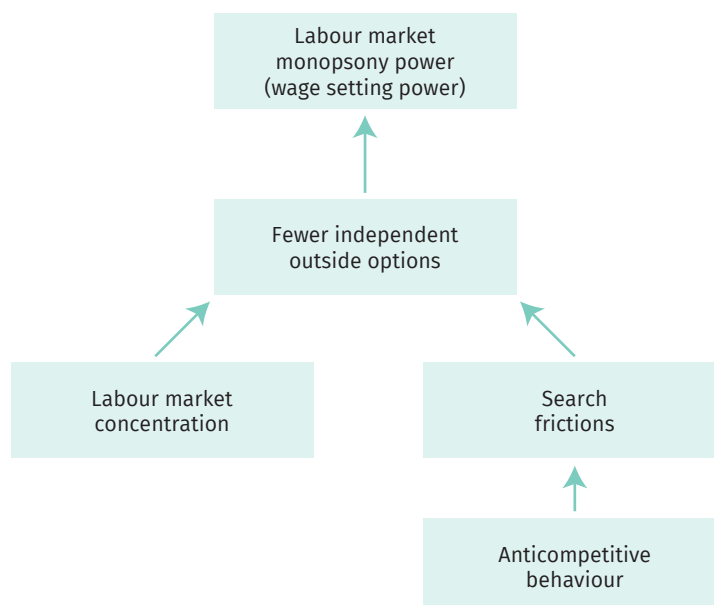 Labour market
monopsony power
(wage setting power)
Fewer independent
outside options
Labour market
concentration
Search
frictions
Anticompetitive
behaviour